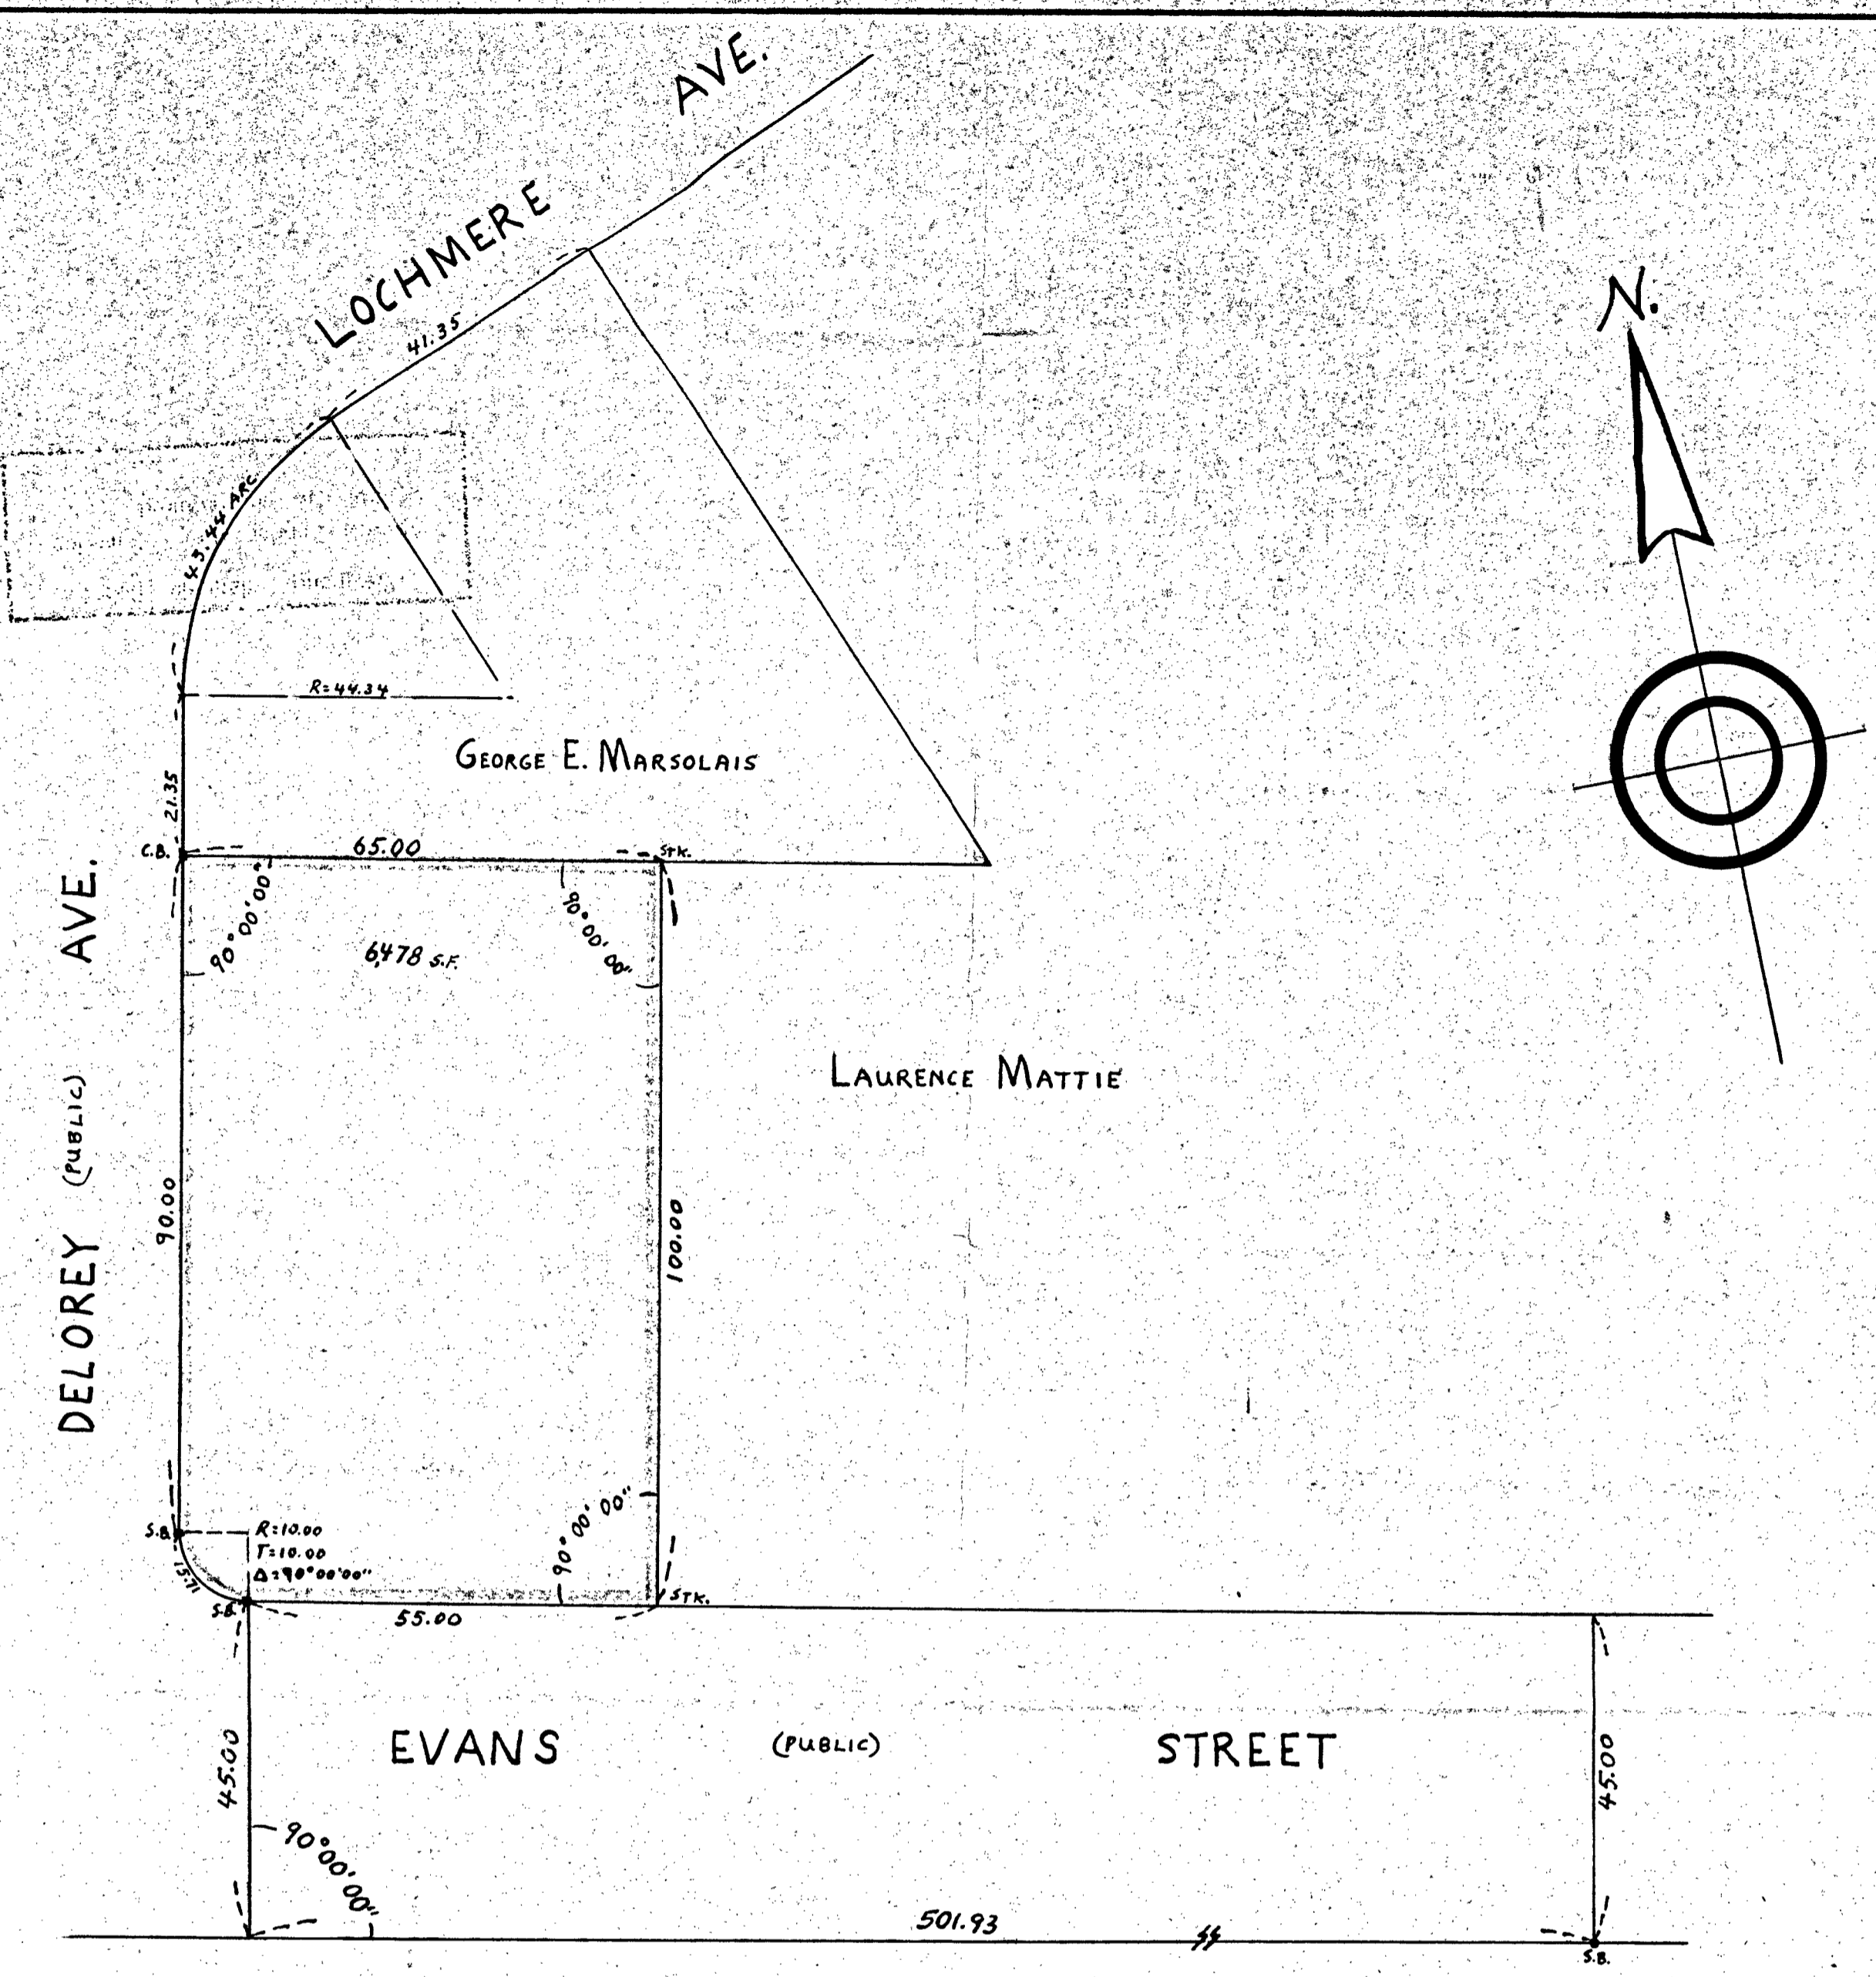 LOCHMERE AVE.
41.35
N.
43.44 ARC
R=44.34
GEORGE E. MARSOLAIS
21.35
C.B.
65.00
STK.
90°00'00"
90°00'00"
6,478 S.F.
DELOREY (PUBLIC) AVE.
LAURENCE MATTIE
90.00
100.00
90°00'00"
S.B.
R=10.00
T=10.00
Δ=90°00'00"
15.71
S.B.
55.00
STK.
45.00
EVANS (PUBLIC) STREET
45.00
90°00'00"
501.93
S.B.